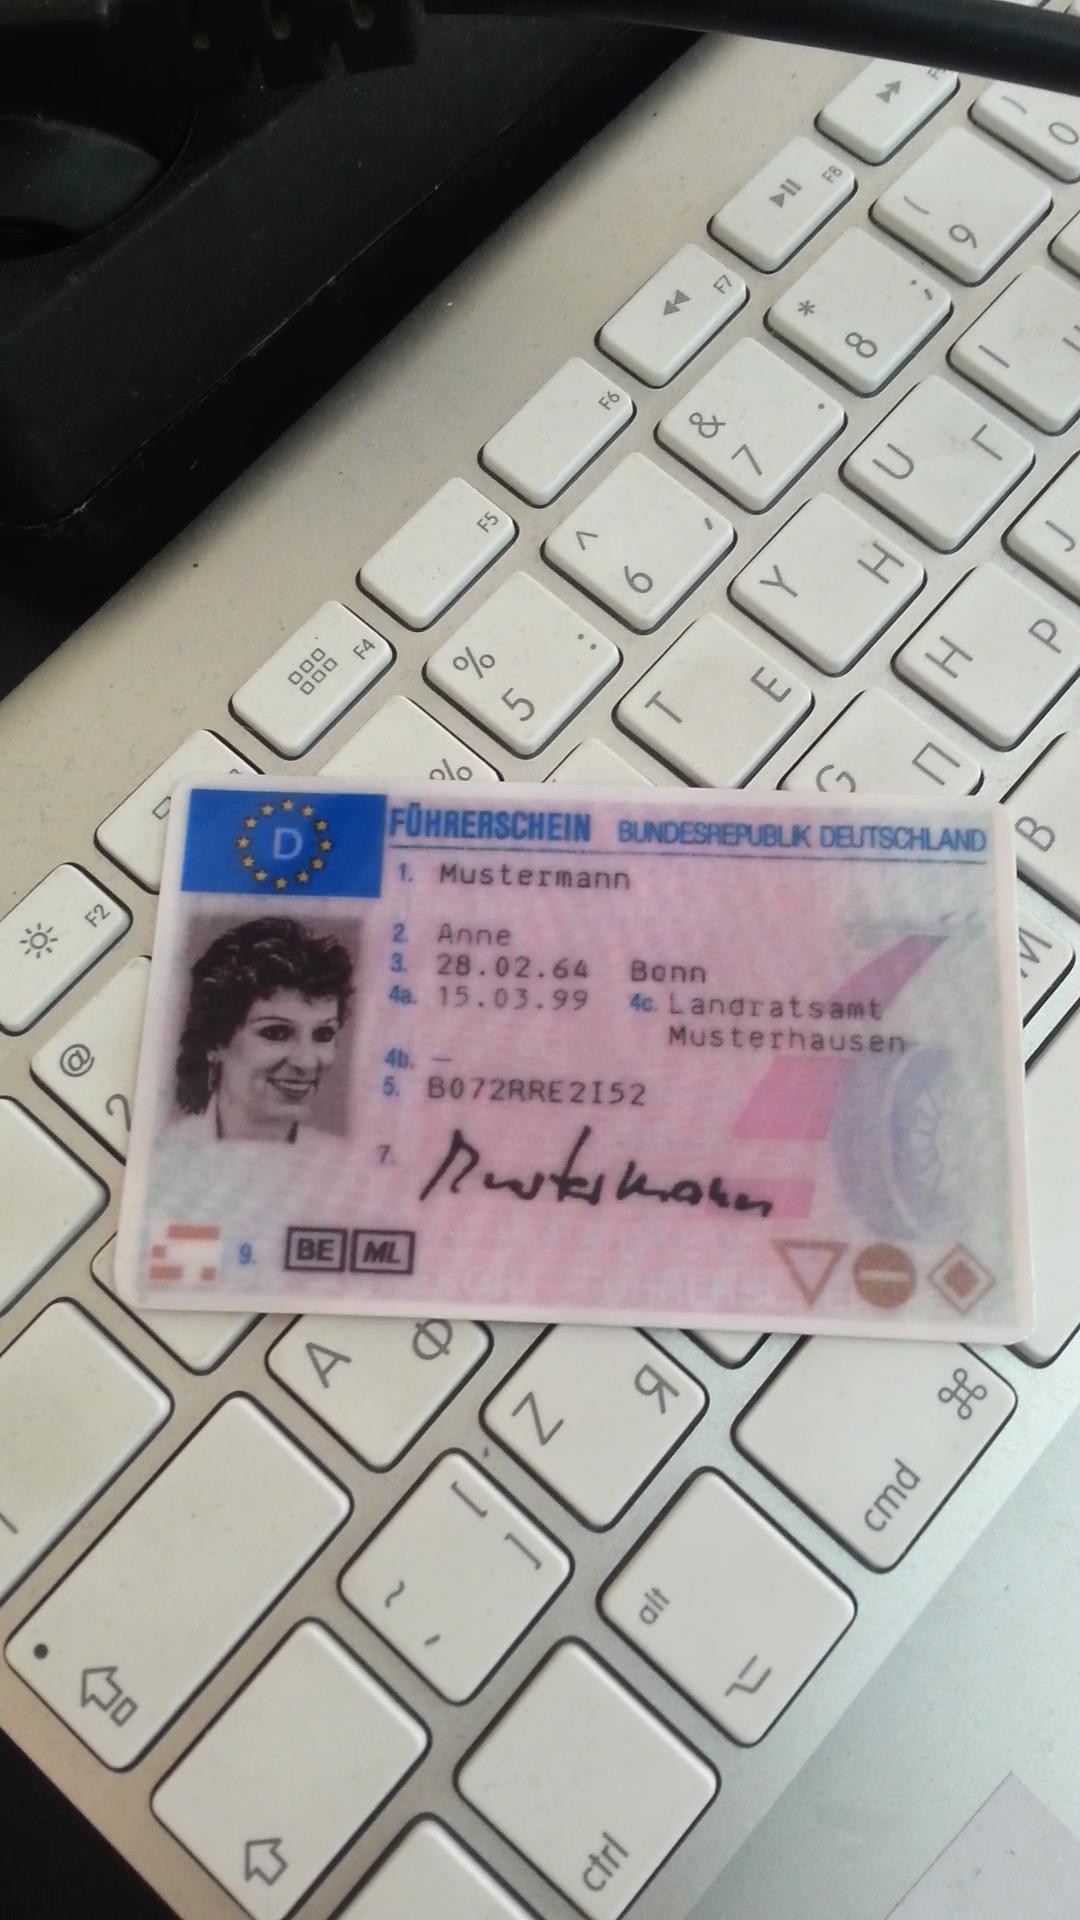 F9
)
0
F8
(
9
F7
*
8
;
F6
&
7
.
I
U Г
F5
^
6
,
Y Н
J
F4
%
5
:
T Е
H Р
G П
%
В
F2
М
@
2
D
FÜHRERSCHEIN BUNDESREPUBLIK DEUTSCHLAND
1. Mustermann
2. Anne
3. 28.02.64 Bonn
4a. 15.03.99 4c. Landratsamt
Musterhausen
4b. –
5. B072RRE2I52
7. Mustermann
9. BE ML
A Ф
Z Я
cmd ⌘
[
]
~
alt ⌥
ctrl